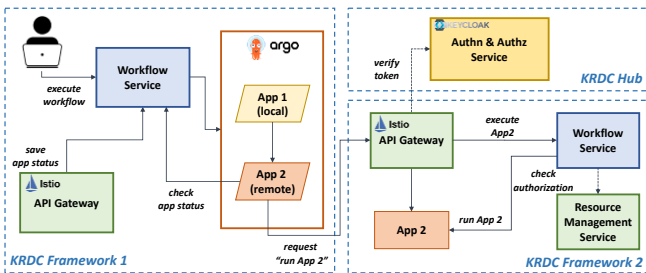 execute
workflow
Workflow
Service
argo
App 1
(local)
App 2
(remote)
save
app status
check
app status
Istio
API Gateway
request
"run App 2"
KRDC Framework 1
KEYCLOAK
Authn & Authz
Service
verify
token
KRDC Hub
Istio
API Gateway
execute
App2
Workflow
Service
check
authorization
App 2
run App 2
Resource
Management
Service
KRDC Framework 2